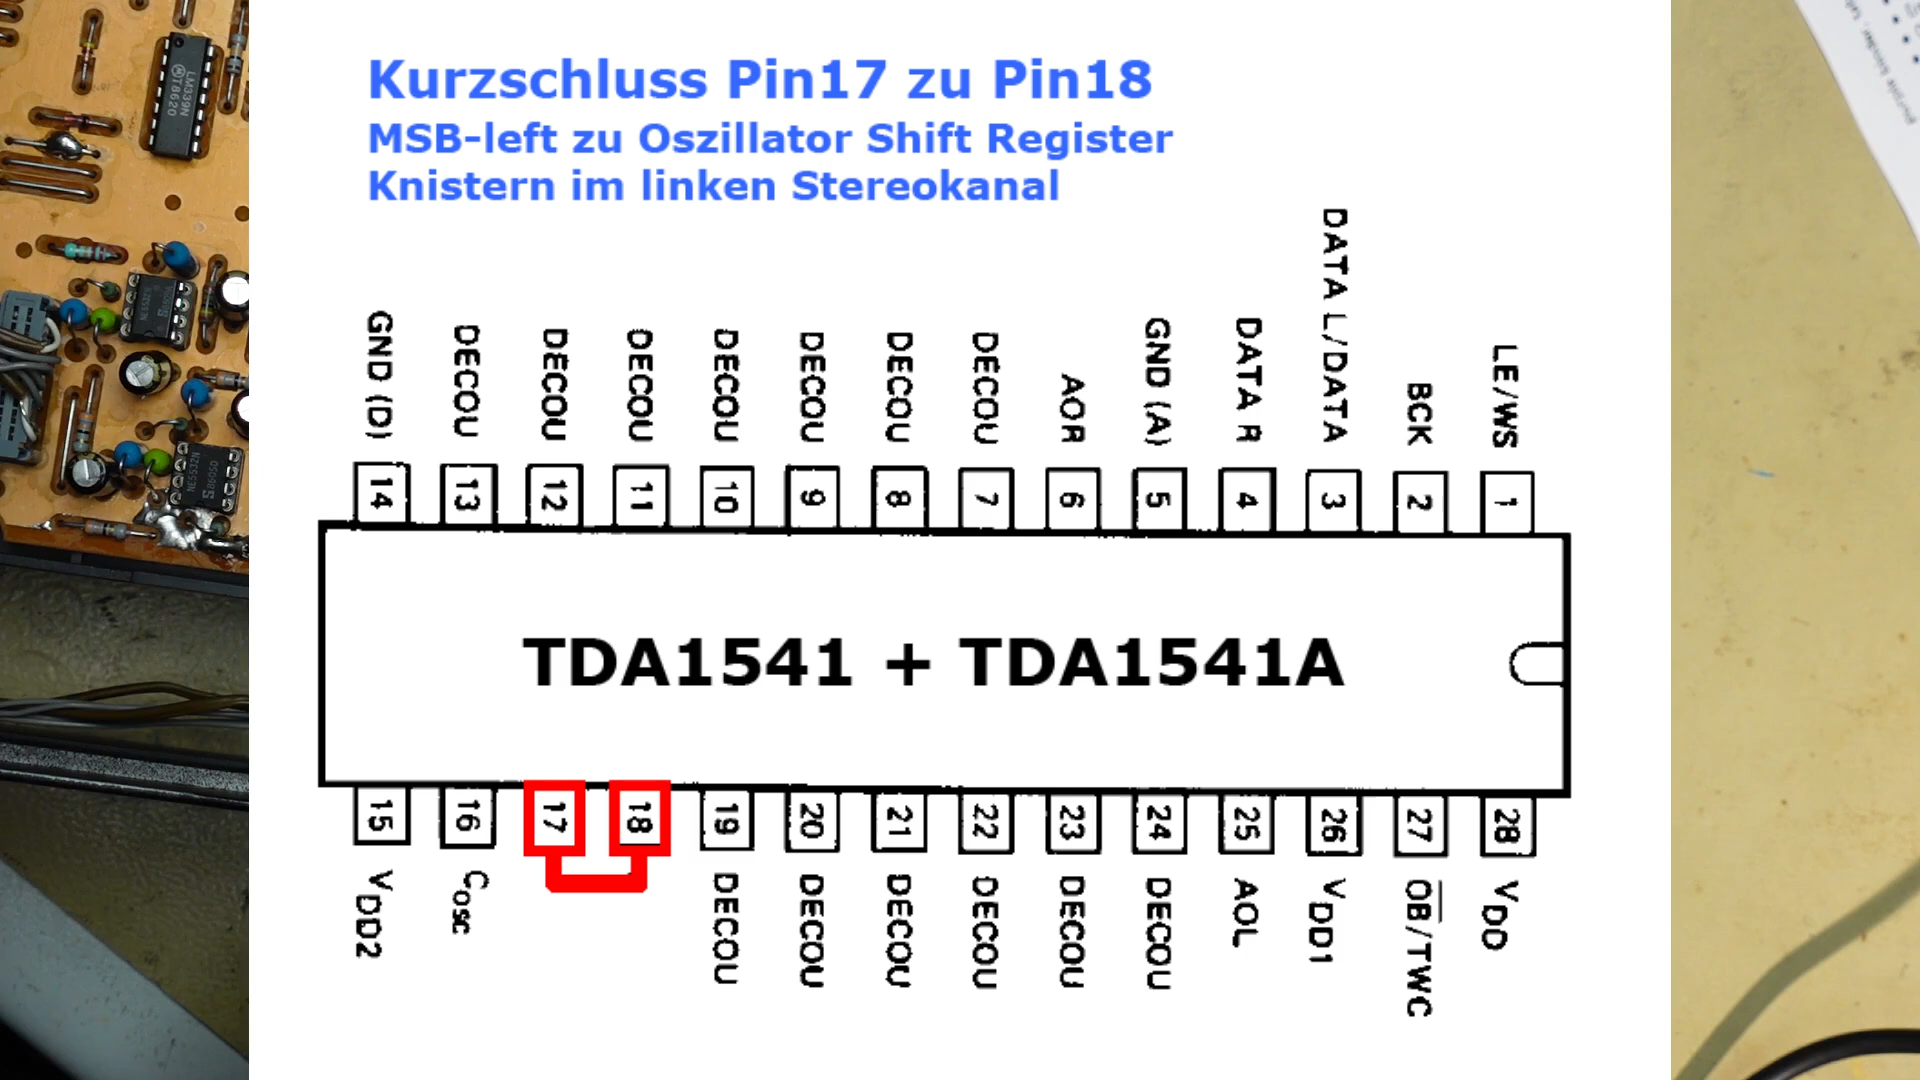 Kurzschluss Pin17 zu Pin18
MSB-left zu Oszillator Shift Register
Knistern im linken Stereokanal
GND (D)
DECOU
DECOU
DECOU
DECOU
DECOU
DECOU
DECOU
AOR
GND (A)
DATA R
DATA L/DATA
BCK
LE/WS
14
13
12
11
10
9
8
7
6
5
4
3
2
1
TDA1541 + TDA1541A
15
16
17
18
19
20
21
22
23
24
25
26
27
28
VDD2
COSC
DECOU
DECOU
DECOU
DECOU
DECOU
DECOU
AOL
VDD1
OB/TWC
VDD
LM339N
T8620
NE5532N
NE5532N